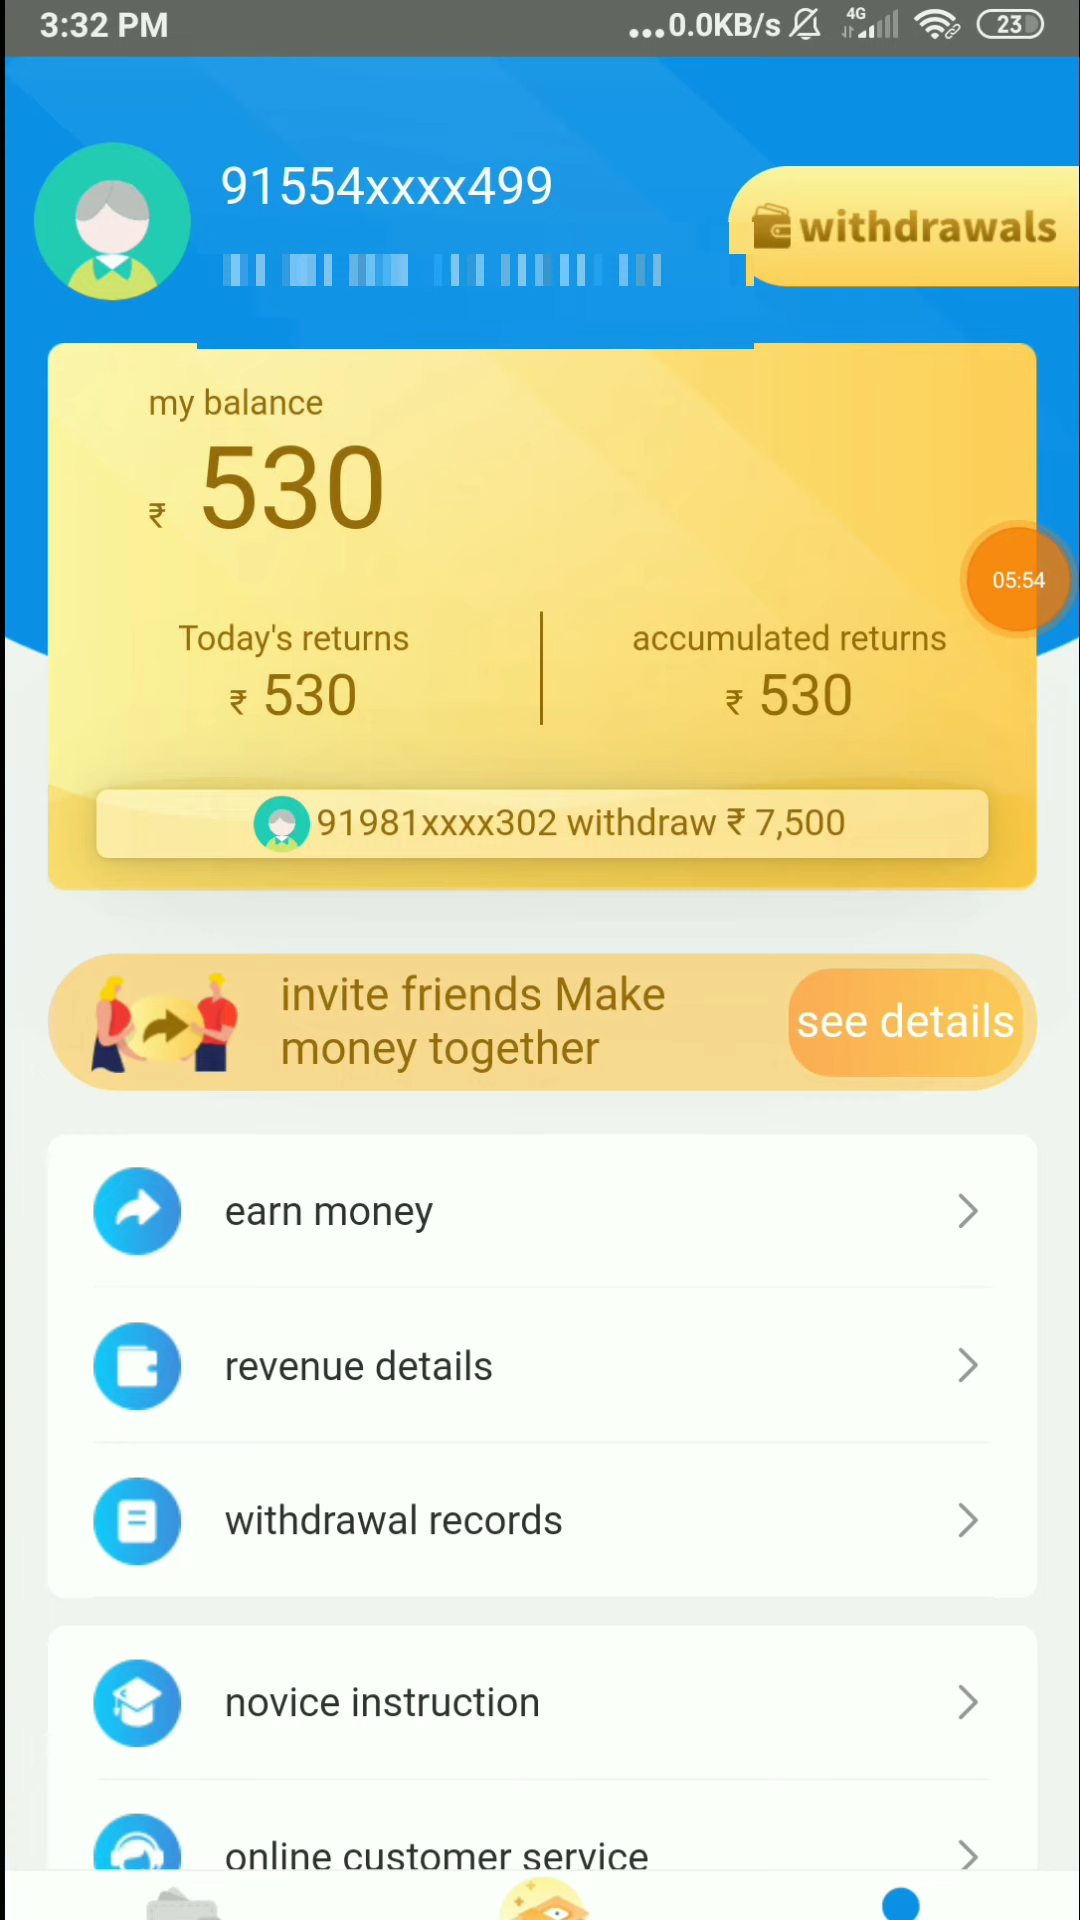 3:32 PM
...0.0KB/s 4G 23
91554xxxx499
withdrawals
my balance
₹ 530
05:54
Today's returns
accumulated returns
₹ 530
₹ 530
91981xxxx302 withdraw ₹ 7,500
invite friends Make
money together
see details
earn money
revenue details
withdrawal records
novice instruction
online customer service